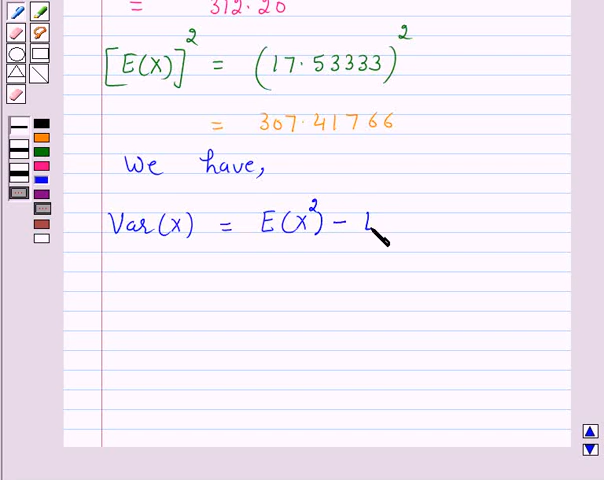 = 312.20
[E(X)]² = (17.53333)²
= 307.41766
We have,
Var(X) = E(X²) - [